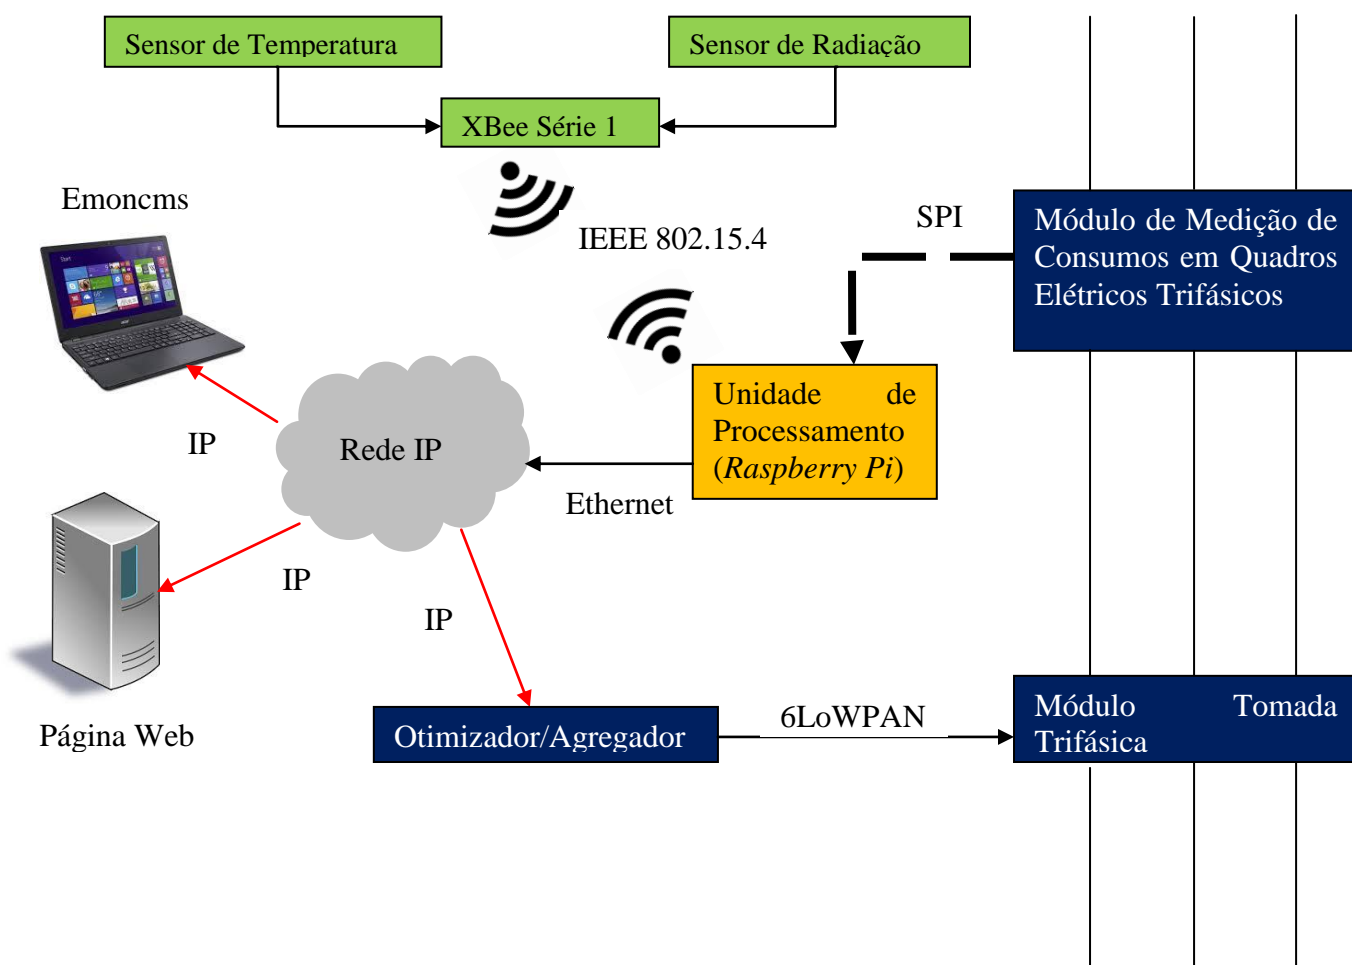 Sensor de Temperatura
Sensor de Radiação
XBee Série 1
Emoncms
IEEE 802.15.4
SPI
Módulo de Medição de
Consumos em Quadros
Elétricos Trifásicos
Unidade de
Processamento
(Raspberry Pi)
Rede IP
IP
Ethernet
IP
IP
Página Web
Otimizador/Agregador
6LoWPAN
Módulo Tomada
Trifásica